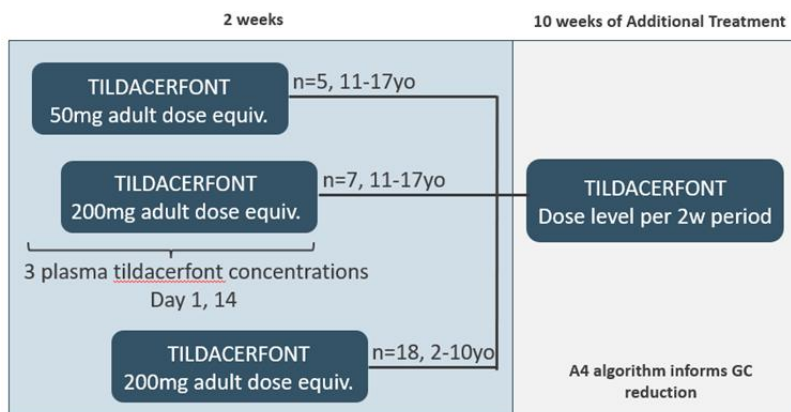 2 weeks
10 weeks of Additional Treatment
TILDACERFONT
50mg adult dose equiv.
n=5, 11-17yo
TILDACERFONT
200mg adult dose equiv.
n=7, 11-17yo
TILDACERFONT
Dose level per 2w period
3 plasma tildacerfont concentrations
Day 1, 14
TILDACERFONT
200mg adult dose equiv.
n=18, 2-10yo
A4 algorithm informs GC
reduction